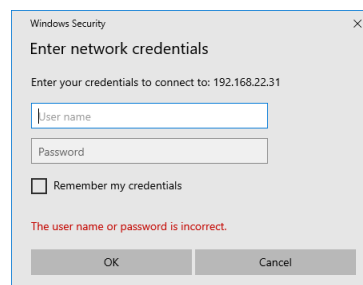 Windows Security
Enter network credentials
Enter your credentials to connect to: 192.168.22.31
User name
Password
Remember my credentials
The user name or password is incorrect.
OK Cancel